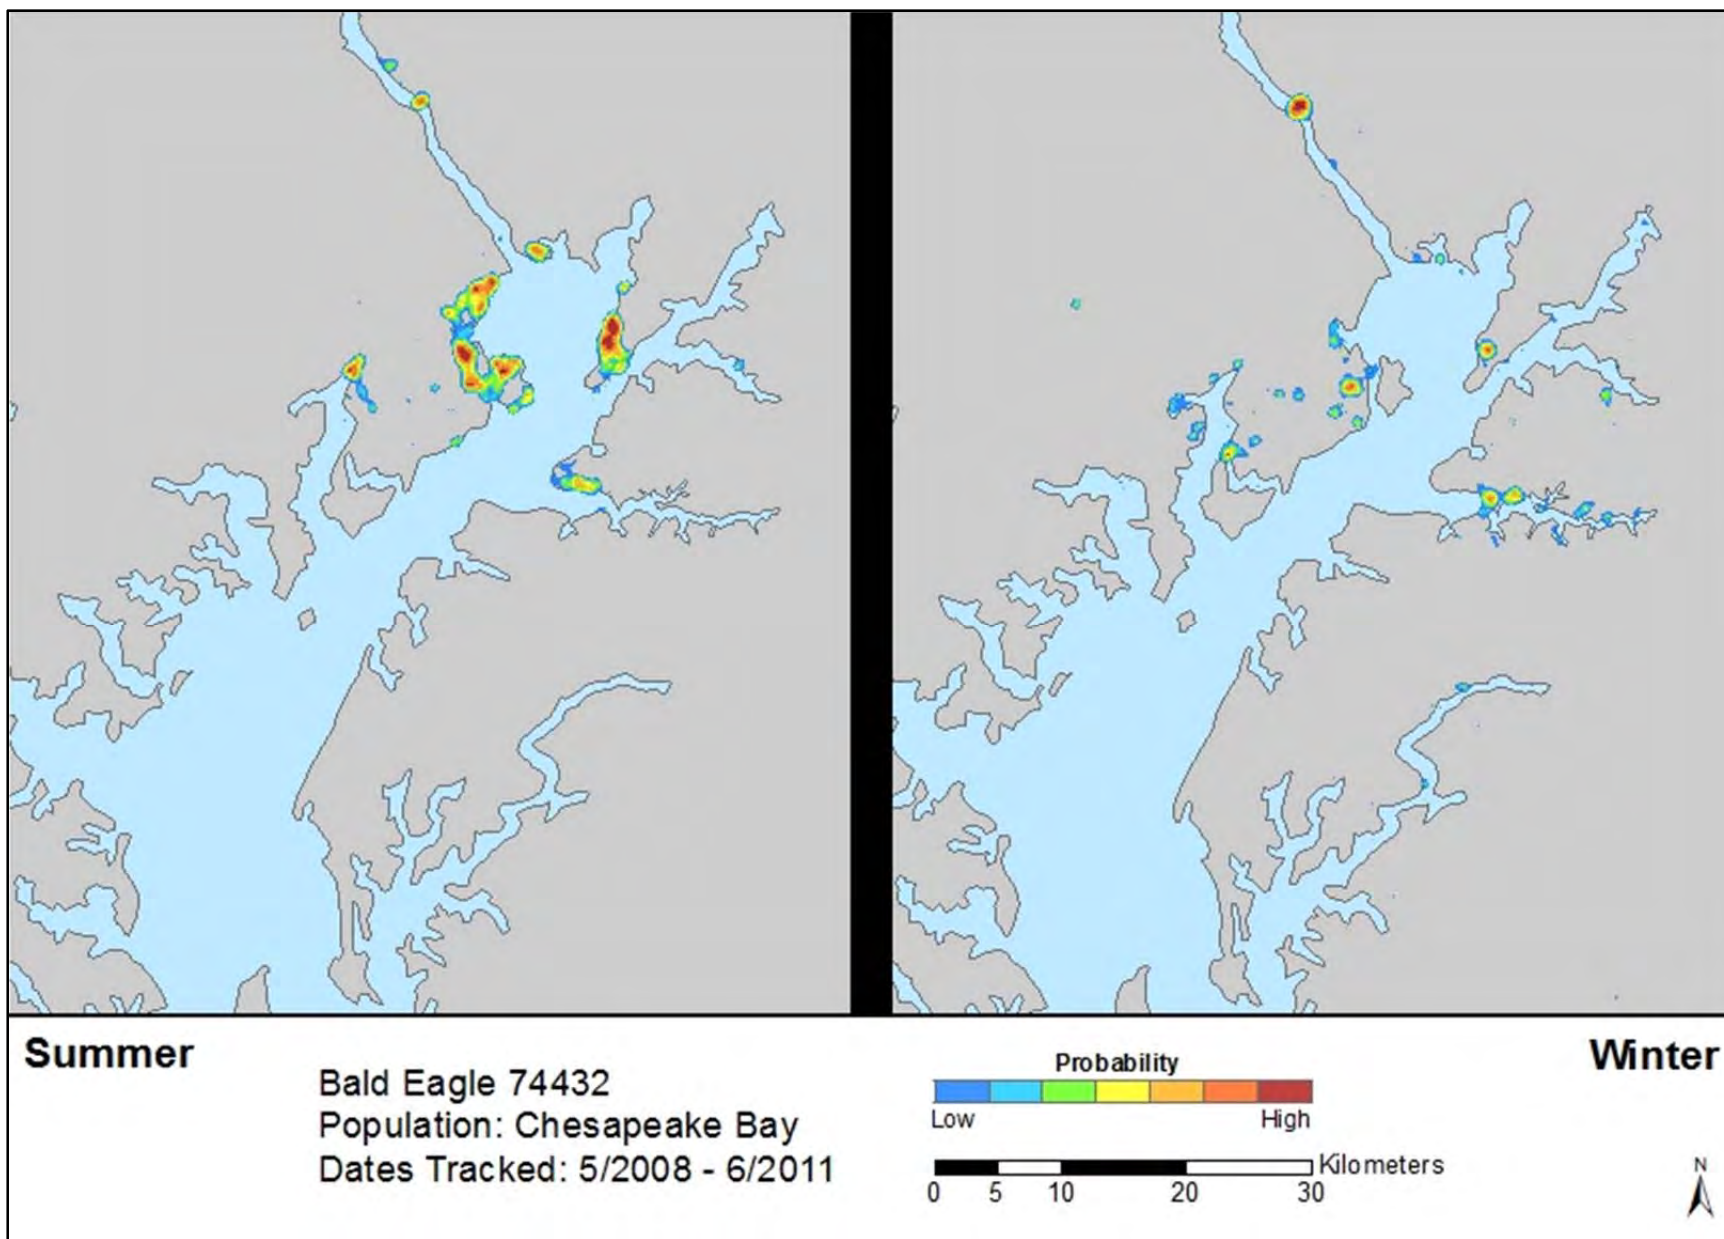 Summer
Winter
Bald Eagle 74432
Population: Chesapeake Bay
Dates Tracked: 5/2008 - 6/2011
Probability
Low High
Kilometers
0 5 10 20 30
N